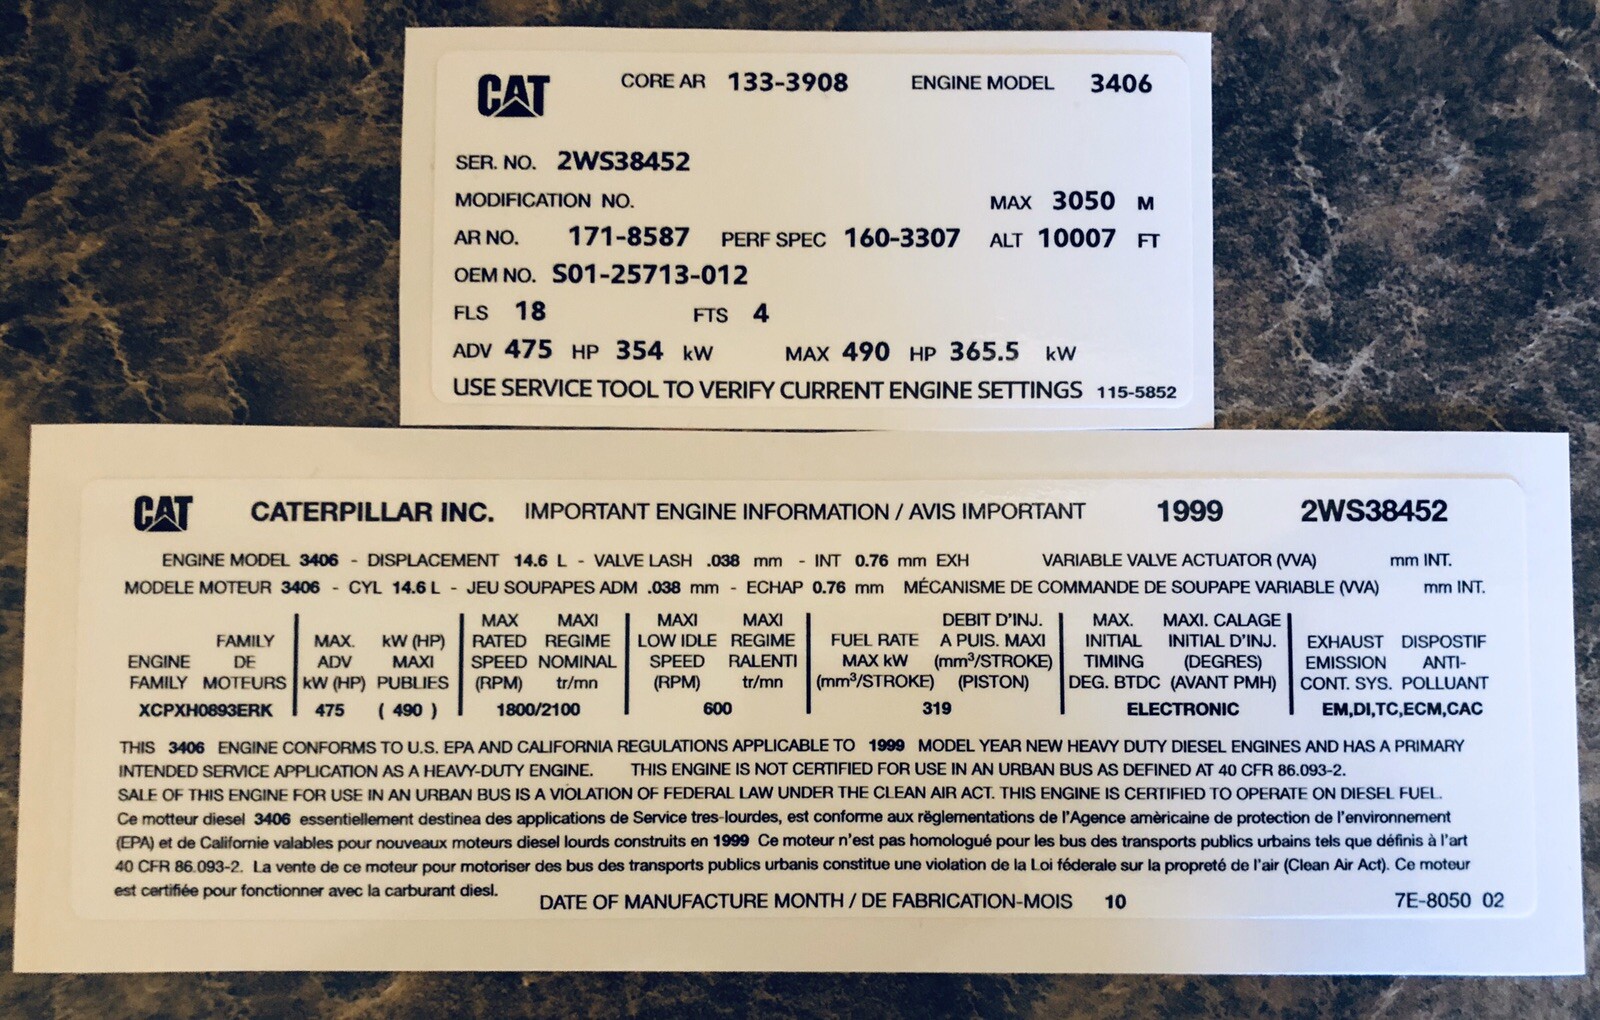 CAT CORE AR 133-3908 ENGINE MODEL 3406
SER. NO. 2WS38452
MODIFICATION NO. MAX 3050 M
AR NO. 171-8587 PERF SPEC 160-3307 ALT 10007 FT
OEM NO. S01-25713-012
FLS 18 FTS 4
ADV 475 HP 354 kW MAX 490 HP 365.5 kW
USE SERVICE TOOL TO VERIFY CURRENT ENGINE SETTINGS 115-5852
CAT CATERPILLAR INC. IMPORTANT ENGINE INFORMATION / AVIS IMPORTANT 1999 2WS38452
ENGINE MODEL 3406 - DISPLACEMENT 14.6 L - VALVE LASH .038 mm - INT 0.76 mm EXH VARIABLE VALVE ACTUATOR (VVA) mm INT.
MODELE MOTEUR 3406 - CYL 14.6 L - JEU SOUPAPES ADM .038 mm - ECHAP 0.76 mm MÉCANISME DE COMMANDE DE SOUPAPE VARIABLE (VVA) mm INT.
MAX MAXI MAXI MAXI DEBIT D'INJ. MAX. MAXI. CALAGE
FAMILY MAX. kW (HP) RATED REGIME LOW IDLE REGIME FUEL RATE A PUIS. MAXI INITIAL INITIAL D'INJ. EXHAUST DISPOSTIF
ENGINE DE ADV MAXI SPEED NOMINAL SPEED RALENTI MAX kW (mm³/STROKE) TIMING (DEGRES) EMISSION ANTI-
FAMILY MOTEURS kW (HP) PUBLIES (RPM) tr/mn (RPM) tr/mn (mm³/STROKE) (PISTON) DEG. BTDC (AVANT PMH) CONT. SYS. POLLUANT
XCPXH0893ERK 475 ( 490 ) 1800/2100 600 319 ELECTRONIC EM,DI,TC,ECM,CAC
THIS 3406 ENGINE CONFORMS TO U.S. EPA AND CALIFORNIA REGULATIONS APPLICABLE TO 1999 MODEL YEAR NEW HEAVY DUTY DIESEL ENGINES AND HAS A PRIMARY
INTENDED SERVICE APPLICATION AS A HEAVY-DUTY ENGINE. THIS ENGINE IS NOT CERTIFIED FOR USE IN AN URBAN BUS AS DEFINED AT 40 CFR 86.093-2.
SALE OF THIS ENGINE FOR USE IN AN URBAN BUS IS A VIOLATION OF FEDERAL LAW UNDER THE CLEAN AIR ACT. THIS ENGINE IS CERTIFIED TO OPERATE ON DIESEL FUEL.
Ce motteur diesel 3406 essentiellement destinea des applications de Service tres-lourdes, est conforme aux règlementations de l'Agence amèricaine de protection de l'environnement
(EPA) et de Californie valables pour nouveaux moteurs diesel lourds construits en 1999 Ce moteur n'est pas homologué pour les bus des transports publics urbains tels que définis à l'art
40 CFR 86.093-2. La vente de ce moteur pour motoriser des bus des transports publics urbanis constitue une violation de la Loi féderale sur la propreté de l'air (Clean Air Act). Ce moteur
est certifiée pour fonctionner avec la carburant diesl.
DATE OF MANUFACTURE MONTH / DE FABRICATION-MOIS 10 7E-8050 02